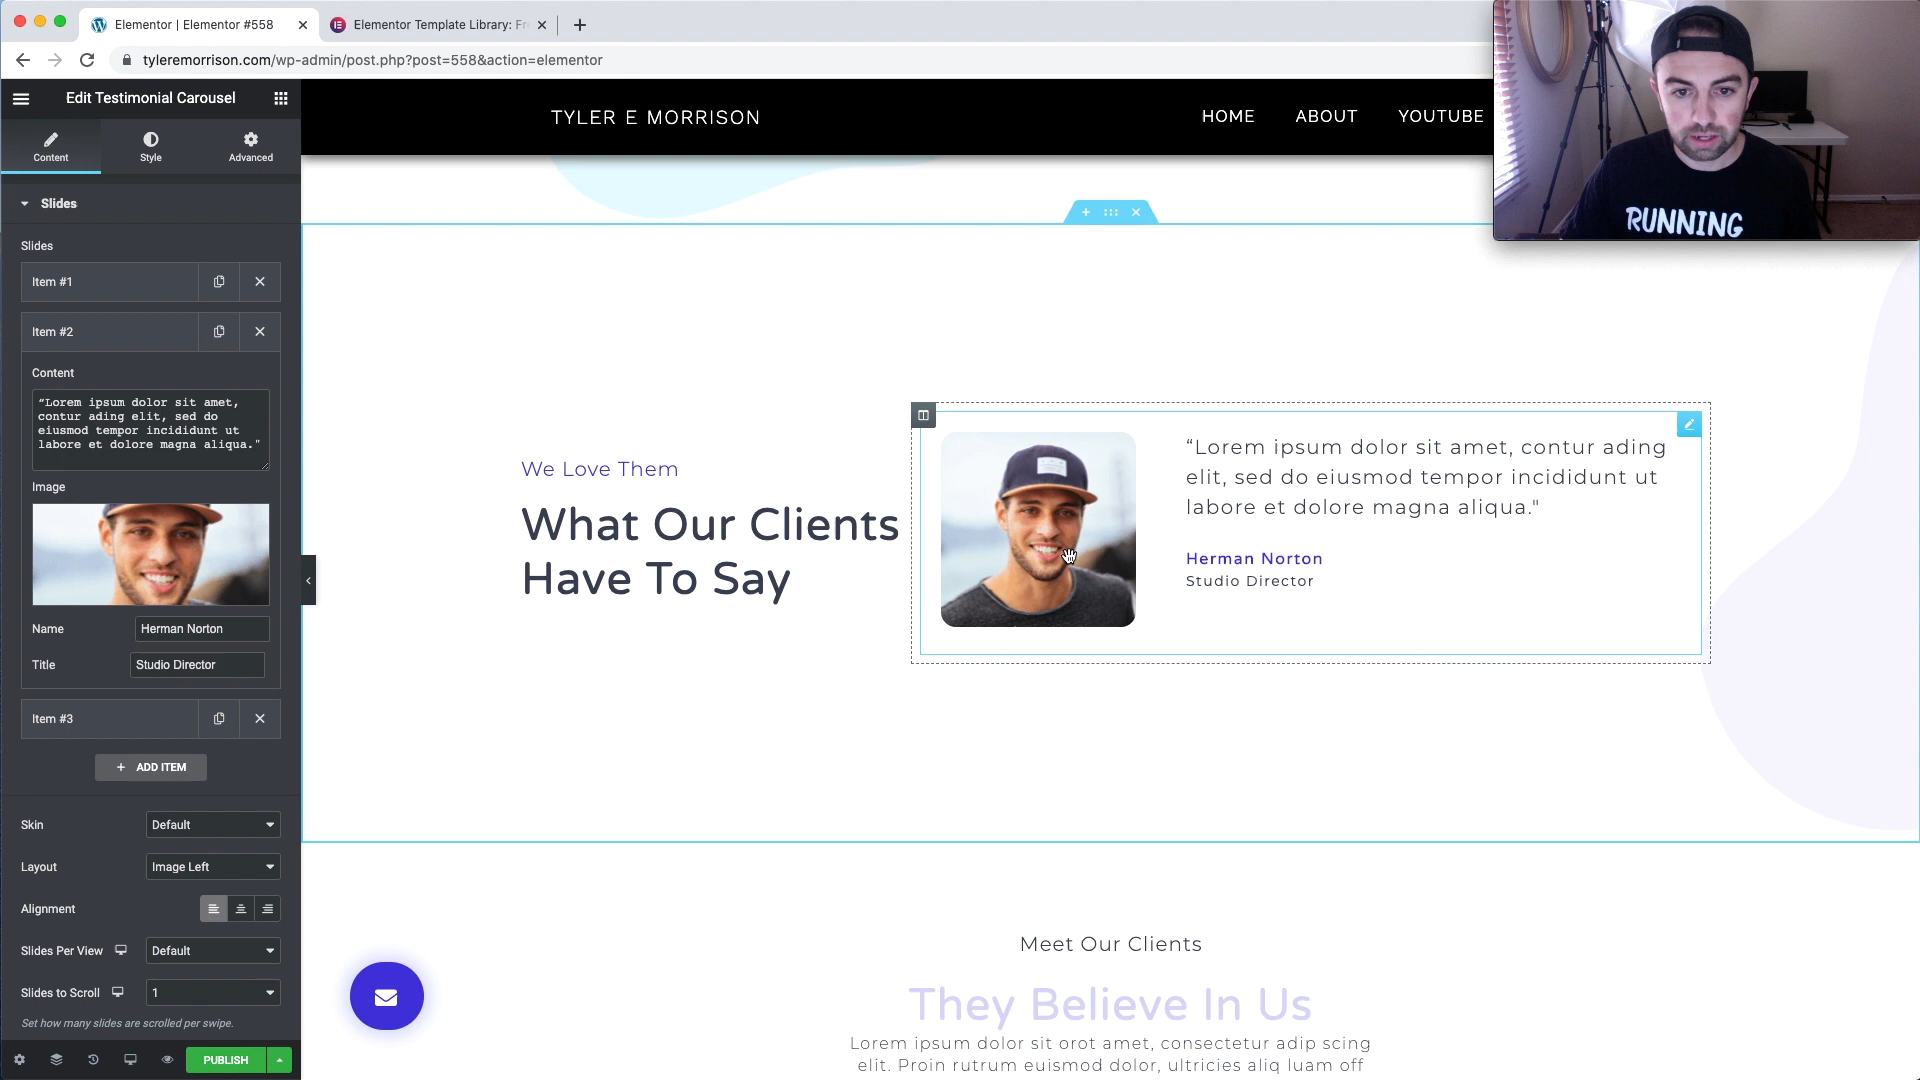 Elementor | Elementor #558
Elementor Template Library: Fr
tyleremorrison.com/wp-admin/post.php?post=558&action=elementor
Edit Testimonial Carousel
Content
Style
Advanced
Slides
Slides
Item #1
Item #2
Content
“Lorem ipsum dolor sit amet,
contur ading elit, sed do
eiusmod tempor incididunt ut
labore et dolore magna aliqua."
Image
Name
Herman Norton
Title
Studio Director
Item #3
+ ADD ITEM
Skin
Default
Layout
Image Left
Alignment
Slides Per View
Default
Slides to Scroll
1
Set how many slides are scrolled per swipe.
PUBLISH
TYLER E MORRISON
HOME
ABOUT
YOUTUBE
RUNNING
We Love Them
What Our Clients
Have To Say
“Lorem ipsum dolor sit amet, contur ading
elit, sed do eiusmod tempor incididunt ut
labore et dolore magna aliqua."
Herman Norton
Studio Director
Meet Our Clients
They Believe In Us
Lorem ipsum dolor sit orot amet, consectetur adip scing
elit. Proin rutrum euismod dolor, ultricies aliq luam off